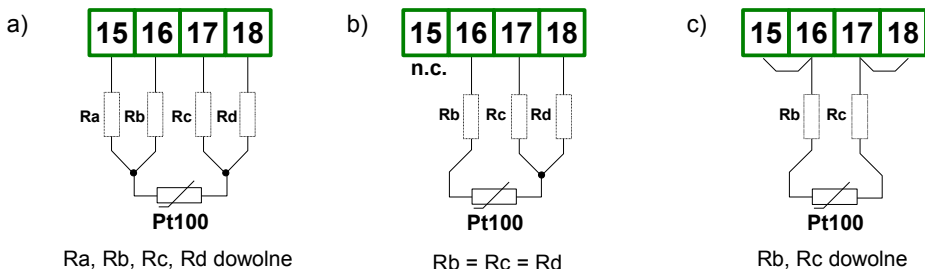 a)
15 16 17 18
Ra Rb Rc Rd
Pt100
Ra, Rb, Rc, Rd dowolne
b)
15 16 17 18
n.c.
Rb Rc Rd
Pt100
Rb = Rc = Rd
c)
15 16 17 18
Rb Rc
Pt100
Rb, Rc dowolne